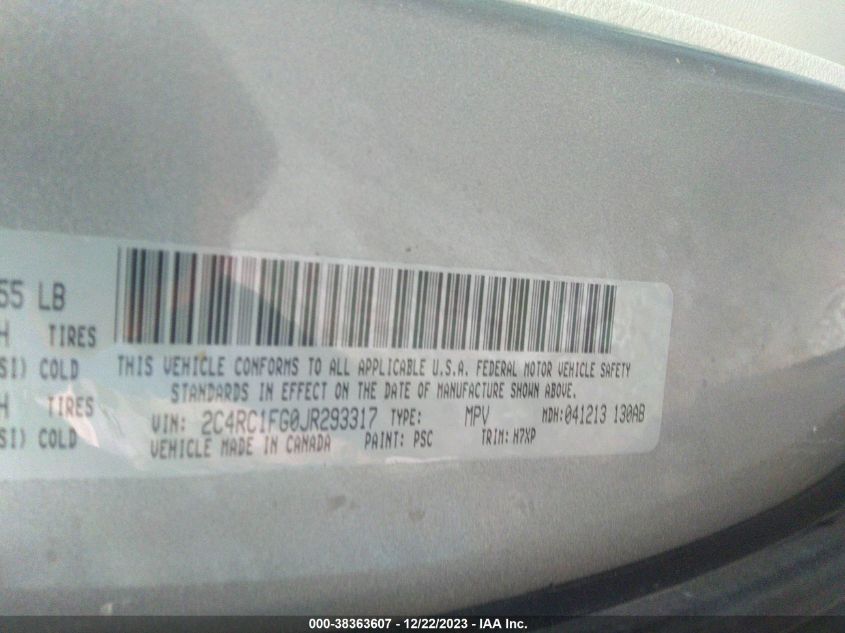 55 LB
H TIRES
SI) COLD
H TIRES
SI) COLD
THIS VEHICLE CONFORMS TO ALL APPLICABLE U.S.A. FEDERAL MOTOR VEHICLE SAFETY
STANDARDS IN EFFECT ON THE DATE OF MANUFACTURE SHOWN ABOVE.
VIN: 2C4RC1FG0JR293317 TYPE: MPV MDH: 041213 130AB
VEHICLE MADE IN CANADA PAINT: PSC TRIM: H7XP
000-38363607 - 12/22/2023 - IAA Inc.